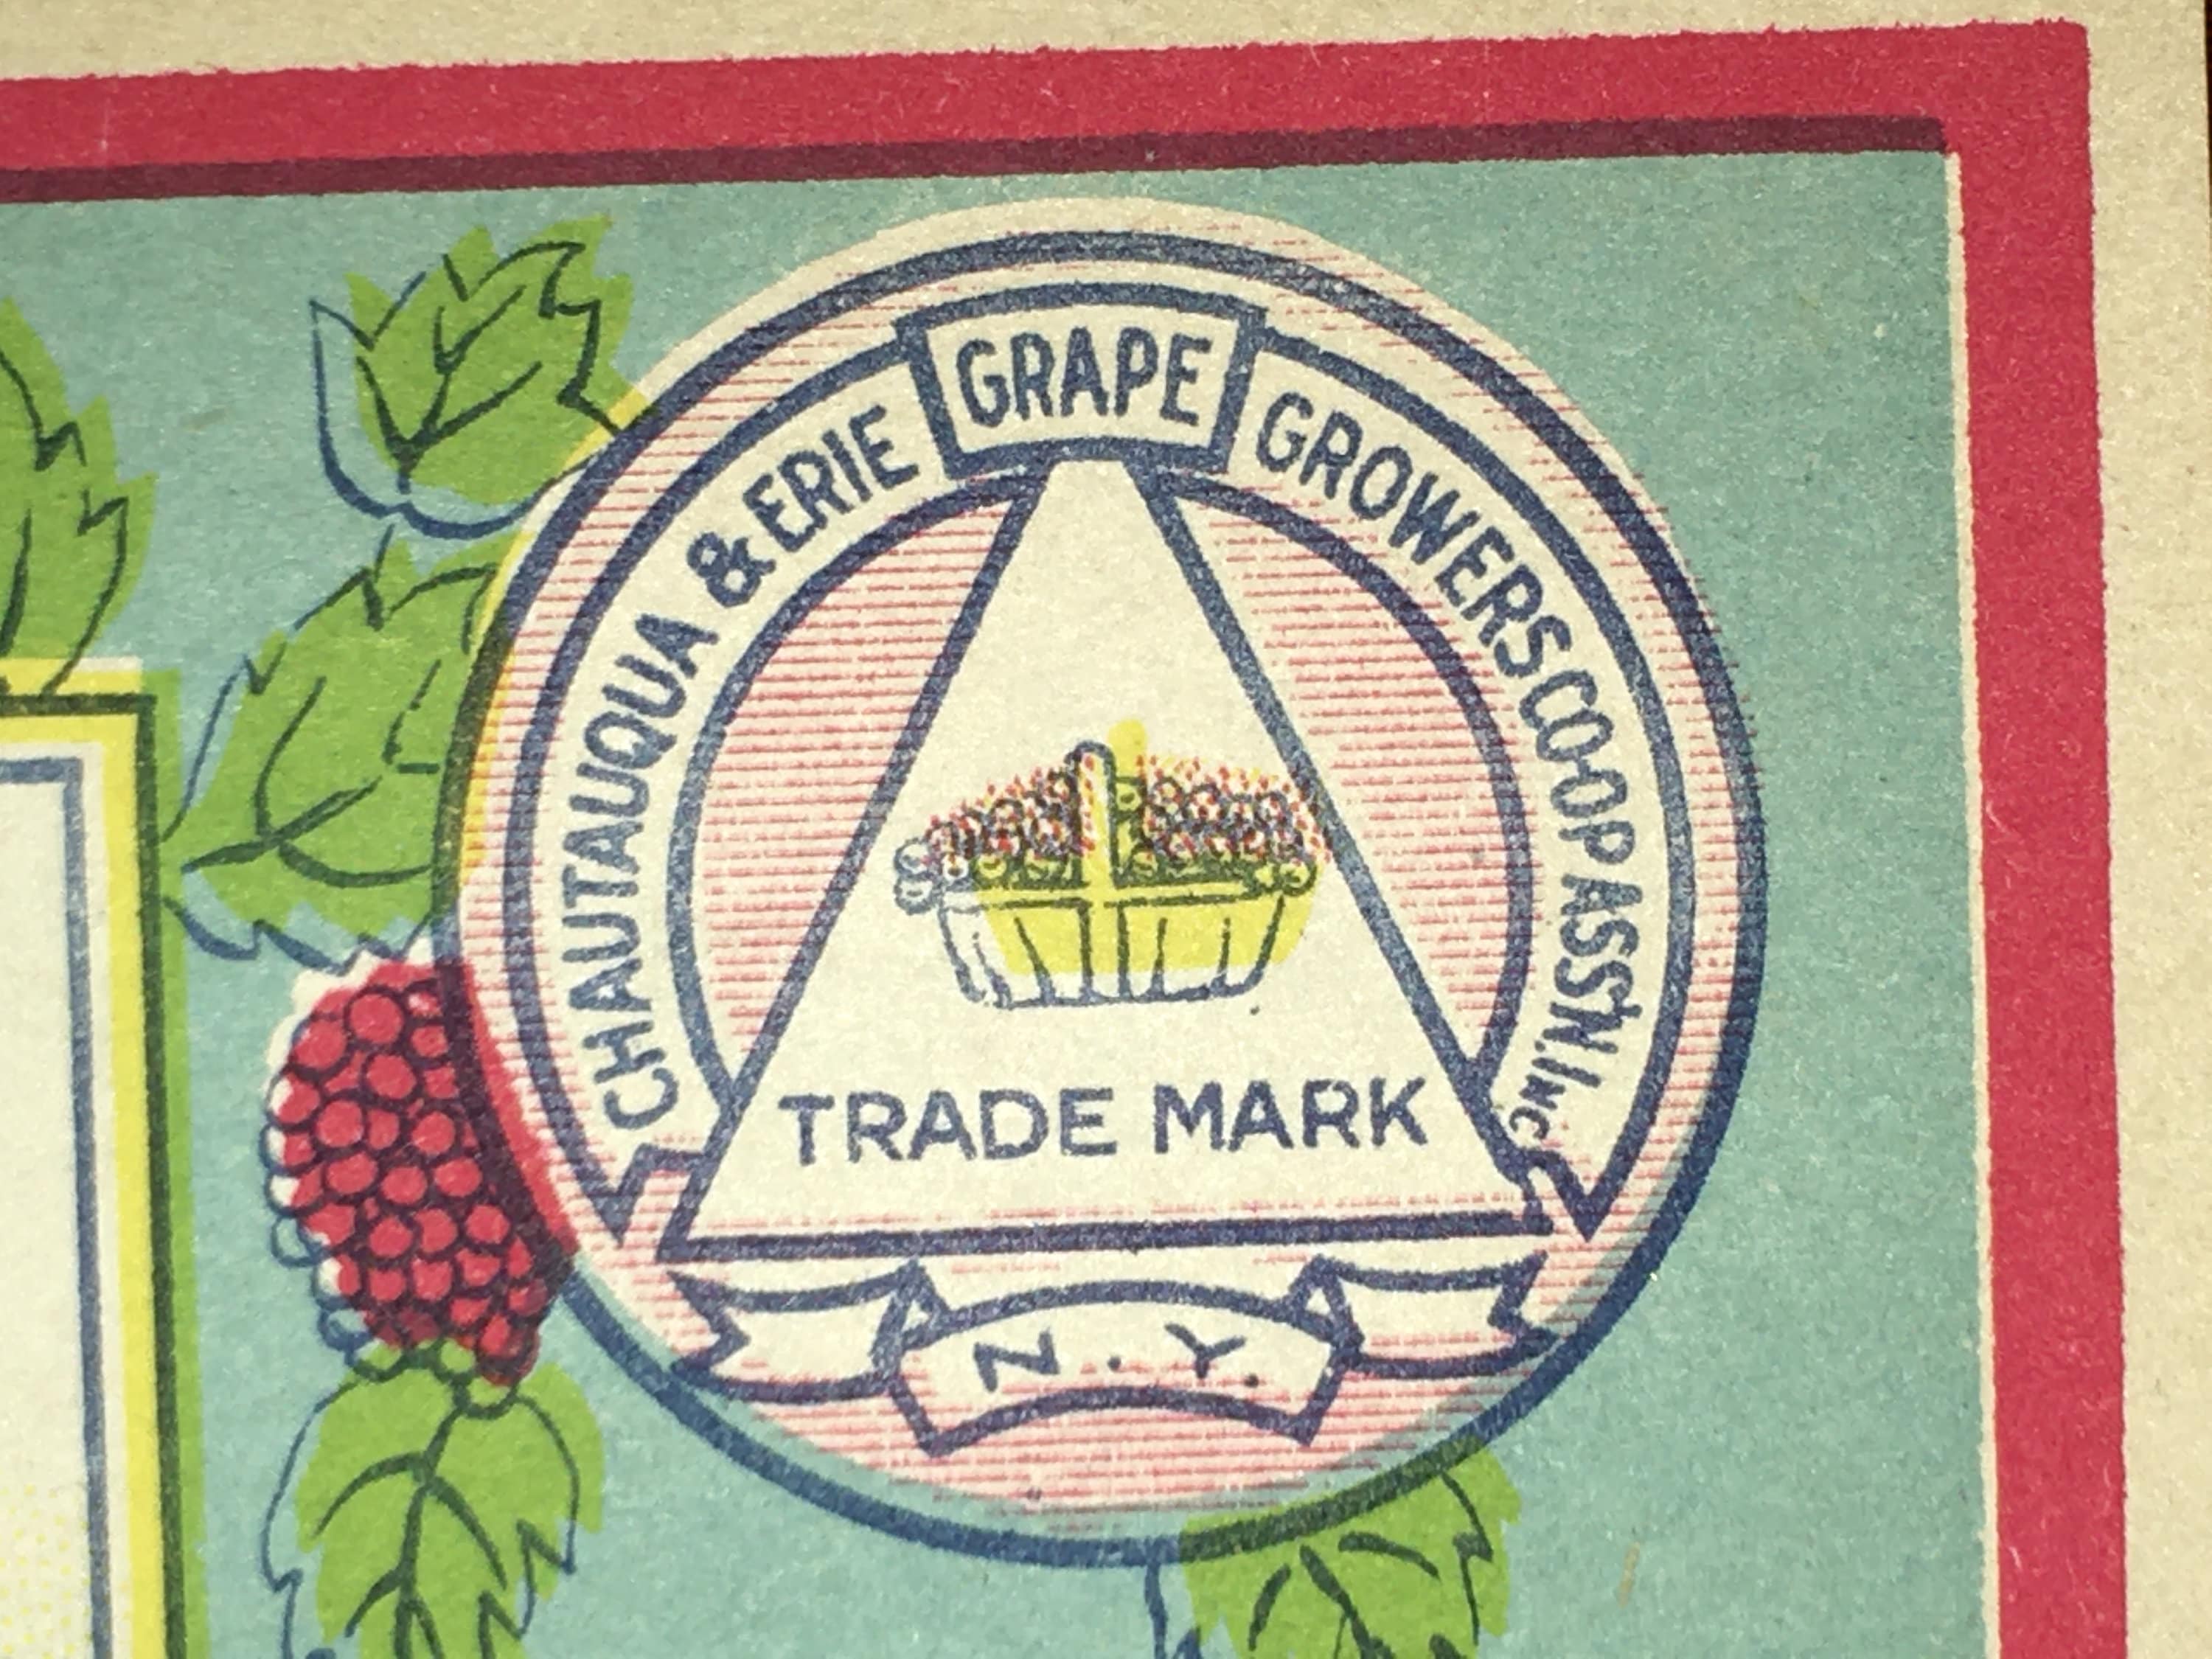 CHAUTAUQUA & ERIE GRAPE GROWERS CO-OP ASS'N. INC
TRADE MARK
N. Y.